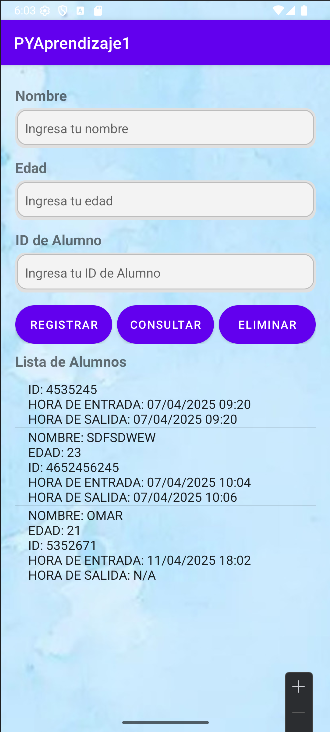 6:03
PYAprendizaje1
Nombre
Ingresa tu nombre
Edad
Ingresa tu edad
ID de Alumno
Ingresa tu ID de Alumno
REGISTRAR CONSULTAR ELIMINAR
Lista de Alumnos
ID: 4535245
HORA DE ENTRADA: 07/04/2025 09:20
HORA DE SALIDA: 07/04/2025 09:20
NOMBRE: SDFSDWEW
EDAD: 23
ID: 4652456245
HORA DE ENTRADA: 07/04/2025 10:04
HORA DE SALIDA: 07/04/2025 10:06
NOMBRE: OMAR
EDAD: 21
ID: 5352671
HORA DE ENTRADA: 11/04/2025 18:02
HORA DE SALIDA: N/A